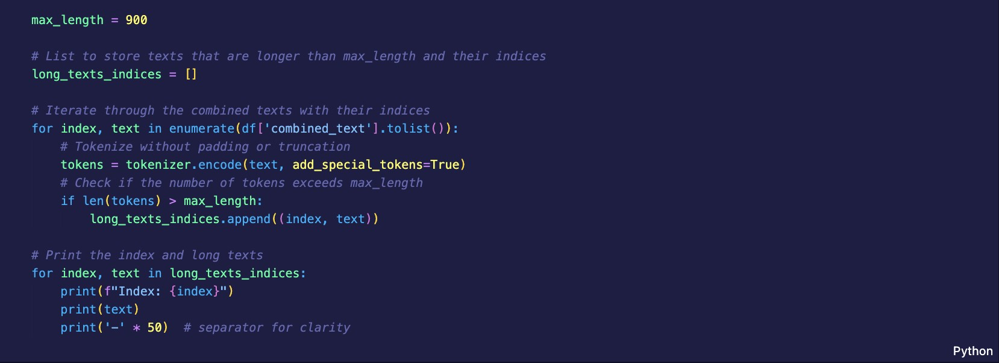 max_length = 900

# List to store texts that are longer than max_length and their indices
long_texts_indices = []

# Iterate through the combined texts with their indices
for index, text in enumerate(df['combined_text'].tolist()):
    # Tokenize without padding or truncation
    tokens = tokenizer.encode(text, add_special_tokens=True)
    # Check if the number of tokens exceeds max_length
    if len(tokens) > max_length:
        long_texts_indices.append((index, text))

# Print the index and long texts
for index, text in long_texts_indices:
    print(f"Index: {index}")
    print(text)
    print('-' * 50)  # separator for clarity
Python